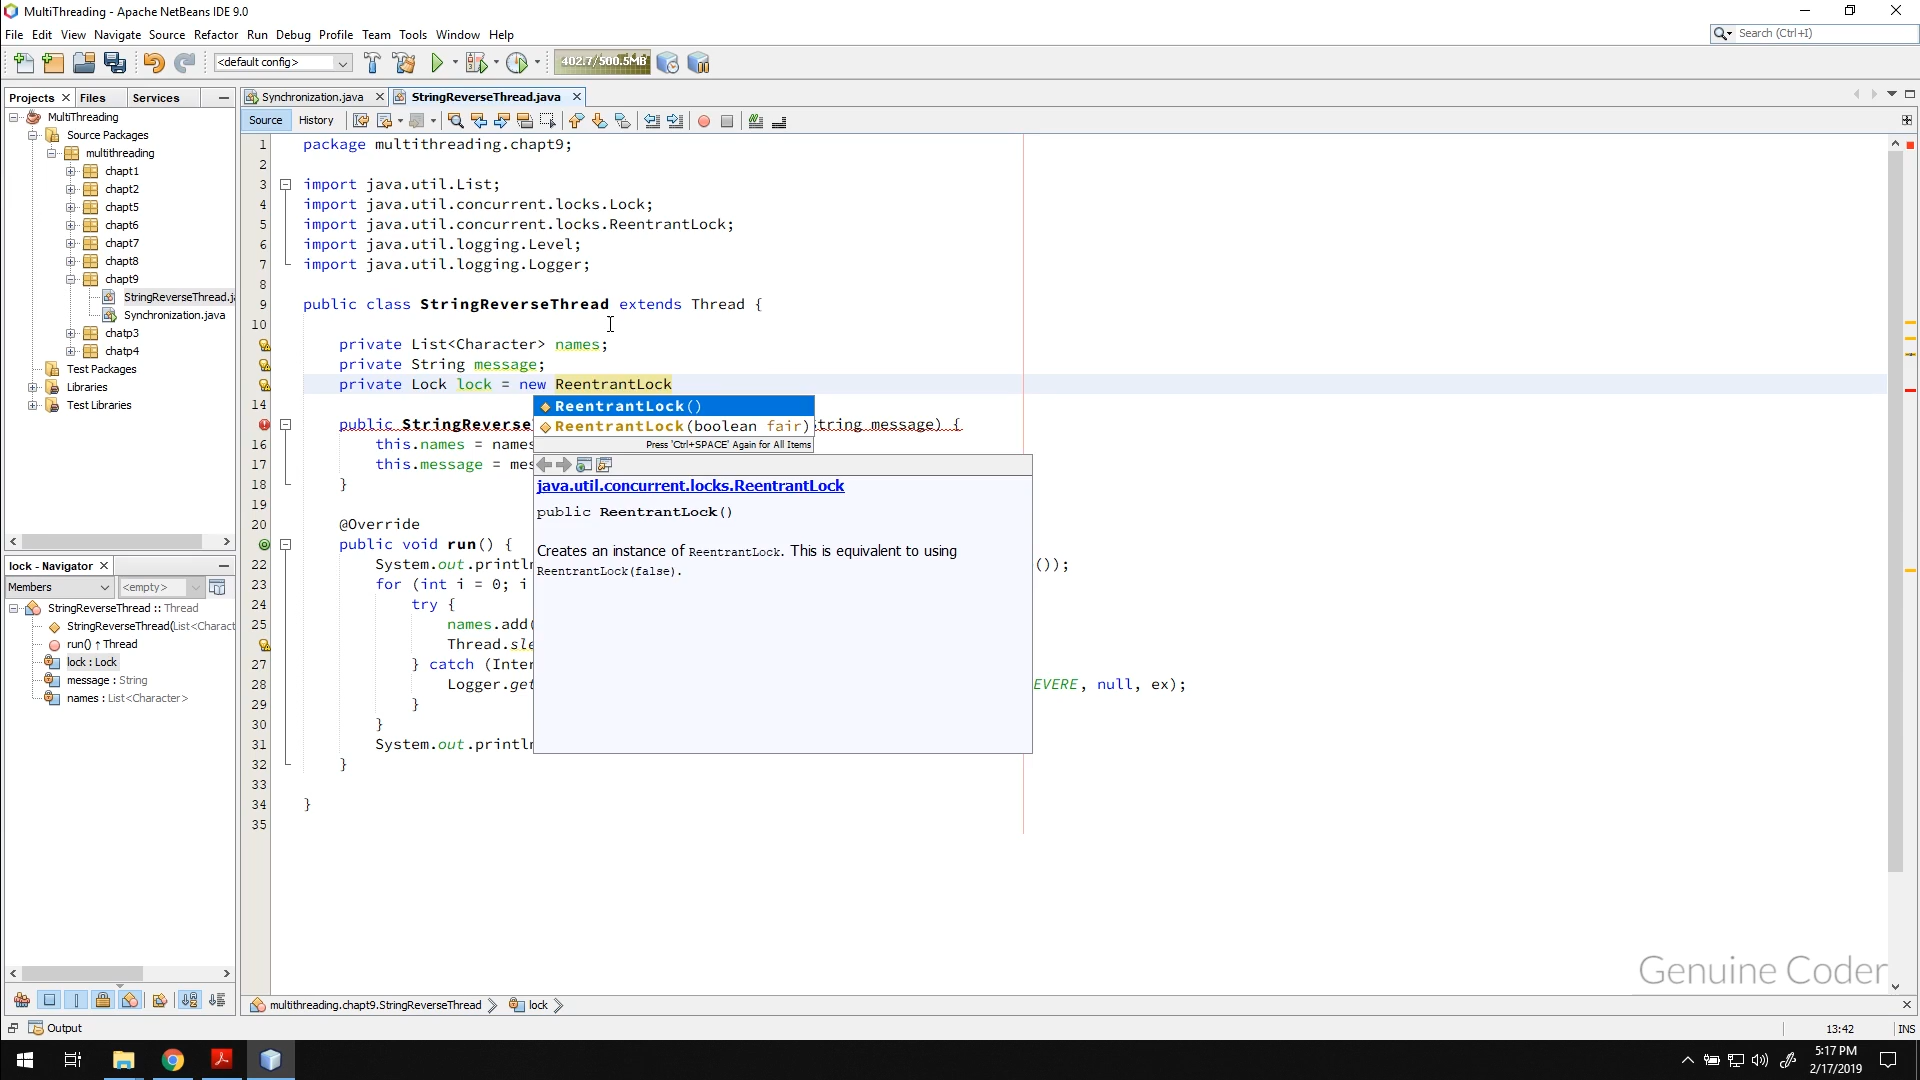 MultiThreading - Apache NetBeans IDE 9.0
File Edit View Navigate Source Refactor Run Debug Profile Team Tools Window Help
Search (Ctrl+I)
<default config>
402.7/500.5MB
Projects Files Services
Synchronization.java StringReverseThread.java
Source History
MultiThreading
Source Packages
multithreading
chapt1
chapt2
chapt5
chapt6
chapt7
chapt8
chapt9
StringReverseThread.ja
Synchronization.java
chatp3
chatp4
Test Packages
Libraries
Test Libraries
lock - Navigator
Members <empty>
StringReverseThread :: Thread
StringReverseThread(List<Charact
run() ↑ Thread
lock : Lock
message : String
names : List<Character>
1 package multithreading.chapt9;
2
3 import java.util.List;
4 import java.util.concurrent.locks.Lock;
5 import java.util.concurrent.locks.ReentrantLock;
6 import java.util.logging.Level;
7 import java.util.logging.Logger;
8
9 public class StringReverseThread extends Thread {
10
private List<Character> names;
private String message;
private Lock lock = new ReentrantLock
14
public StringReverse tring message) {
16 this.names = names
17 this.message = mes
18 }
19
20 @Override
public void run() {
22 System.out.println ());
23 for (int i = 0; i
24 try {
25 names.add(
Thread.sle
27 } catch (Inter
28 Logger.get EVERE, null, ex);
29 }
30 }
31 System.out.println
32 }
33
34 }
35
ReentrantLock()
ReentrantLock(boolean fair)
Press 'Ctrl+SPACE' Again for All Items
java.util.concurrent.locks.ReentrantLock
public ReentrantLock()
Creates an instance of ReentrantLock. This is equivalent to using
ReentrantLock(false).
Genuine Coder
multithreading.chapt9.StringReverseThread lock
Output
13:42 INS
5:17 PM
2/17/2019